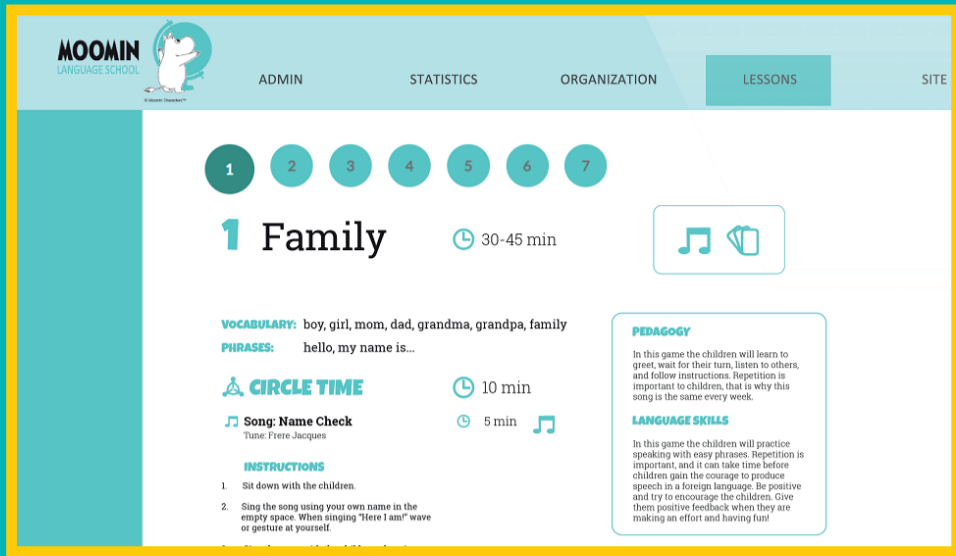 MOOMIN
LANGUAGE SCHOOL
© Moomin Characters™
ADMIN
STATISTICS
ORGANIZATION
LESSONS
SITE
1
2
3
4
5
6
7
1 Family
30-45 min
VOCABULARY: boy, girl, mom, dad, grandma, grandpa, family
PHRASES: hello, my name is...
CIRCLE TIME
10 min
Song: Name Check
5 min
Tune: Frere Jacques
INSTRUCTIONS
1. Sit down with the children.
2. Sing the song using your own name in the
empty space. When singing "Here I am!" wave
or gesture at yourself.
PEDAGOGY
In this game the children will learn to
greet, wait for their turn, listen to others,
and follow instructions. Repetition is
important to children, that is why this
song is the same every week.
LANGUAGE SKILLS
In this game the children will practice
speaking with easy phrases. Repetition is
important, and it can take time before
children gain the courage to produce
speech in a foreign language. Be positive
and try to encourage the children. Give
them positive feedback when they are
making an effort and having fun!